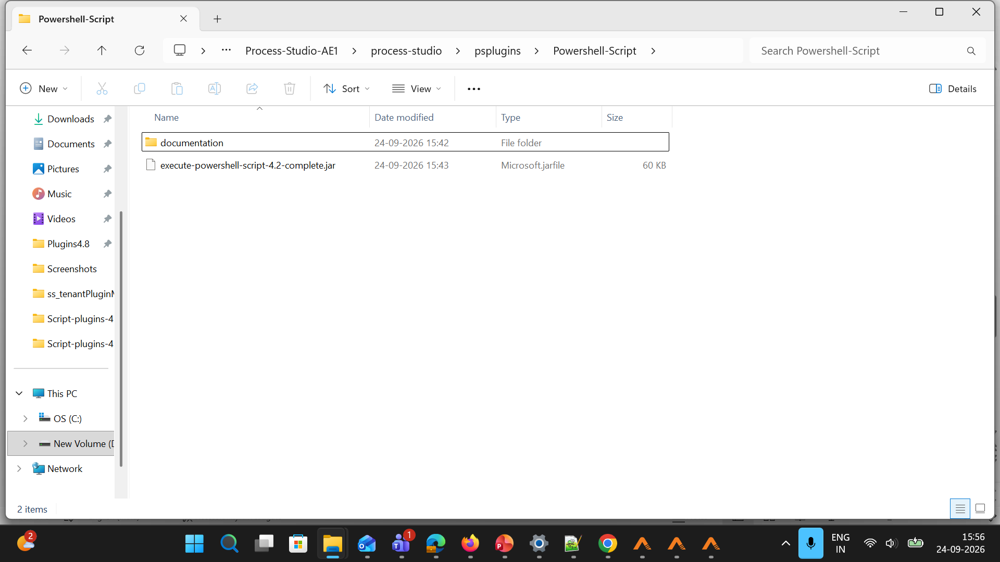 Powershell-Script
Process-Studio-AE1 process-studio psplugins Powershell-Script
Search Powershell-Script
New
Sort
View
Details
Name Date modified Type Size
documentation 24-09-2026 15:42 File folder
execute-powershell-script-4.2-complete.jar 24-09-2026 15:43 Microsoft.jarfile 60 KB
Downloads
Documents
Pictures
Music
Videos
Plugins4.8
Screenshots
ss_tenantPlugin
Script-plugins-4
Script-plugins-4
This PC
OS (C:)
New Volume (
Network
2 items
2
1
ENG
IN
15:56
24-09-2026